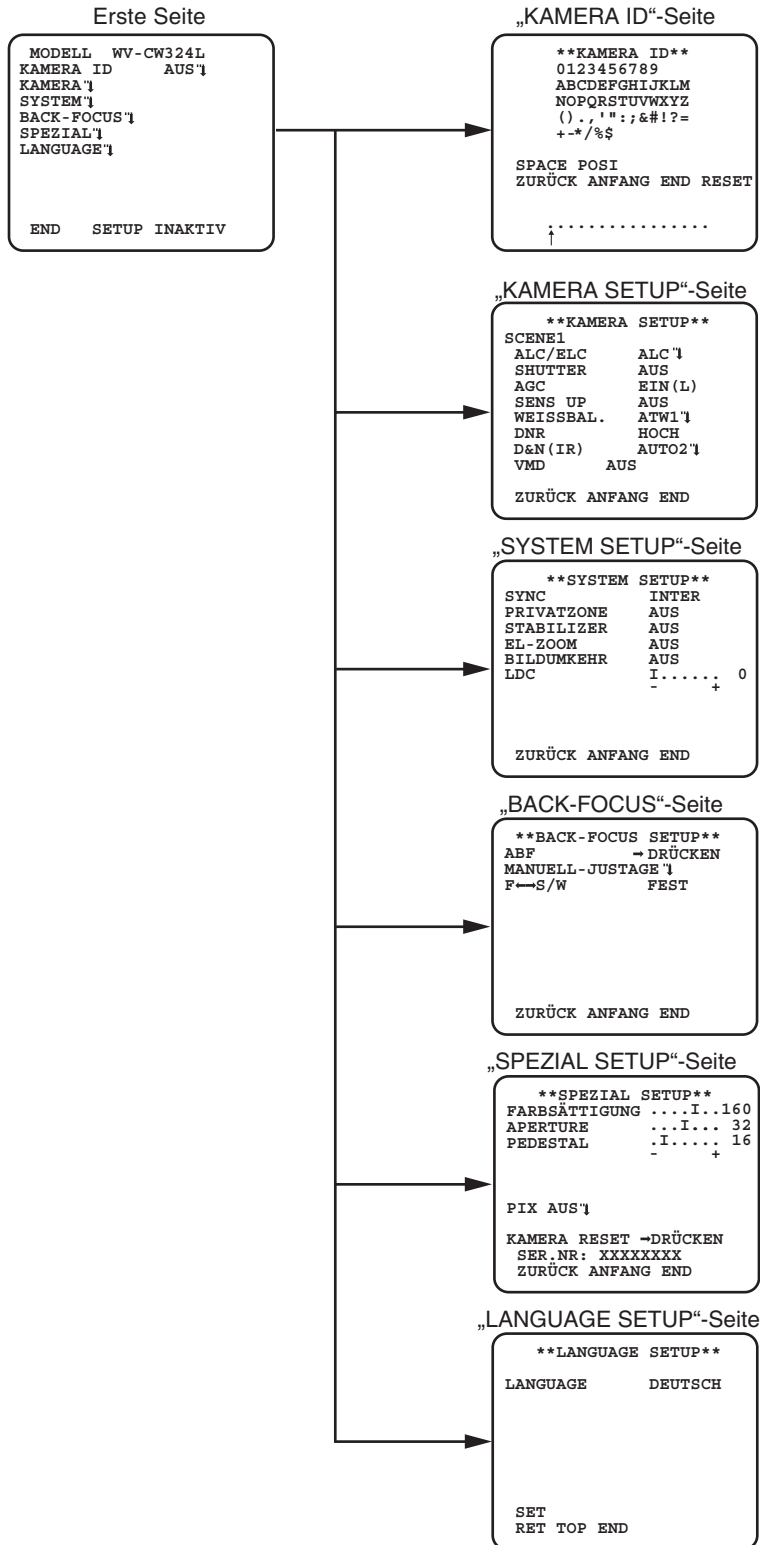 Erste Seite
MODELL WV-CW324L
KAMERA ID AUS
KAMERA
SYSTEM
BACK-FOCUS
SPEZIAL
LANGUAGE
END SETUP INAKTIV
„KAMERA ID“-Seite
**KAMERA ID**
0123456789
ABCDEFGHIJKLM
NOPQRSTUVWXYZ
().,'":;&#!?=
+-*/%$
SPACE POSI
ZURÜCK ANFANG END RESET
................
↑
„KAMERA SETUP“-Seite
**KAMERA SETUP**
SCENE1
ALC/ELC ALC
SHUTTER AUS
AGC EIN(L)
SENS UP AUS
WEISSBAL. ATW1
DNR HOCH
D&N(IR) AUTO2
VMD AUS
ZURÜCK ANFANG END
„SYSTEM SETUP“-Seite
**SYSTEM SETUP**
SYNC INTER
PRIVATZONE AUS
STABILIZER AUS
EL-ZOOM AUS
BILDUMKEHR AUS
LDC I...... 0
- +
ZURÜCK ANFANG END
„BACK-FOCUS“-Seite
**BACK-FOCUS SETUP**
ABF →DRÜCKEN
MANUELL-JUSTAGE
F←→S/W FEST
ZURÜCK ANFANG END
„SPEZIAL SETUP“-Seite
**SPEZIAL SETUP**
FARBSÄTTIGUNG ....I..160
APERTURE ...I... 32
PEDESTAL .I..... 16
- +
PIX AUS
KAMERA RESET →DRÜCKEN
SER.NR: XXXXXXXX
ZURÜCK ANFANG END
„LANGUAGE SETUP“-Seite
**LANGUAGE SETUP**
LANGUAGE DEUTSCH
SET
RET TOP END